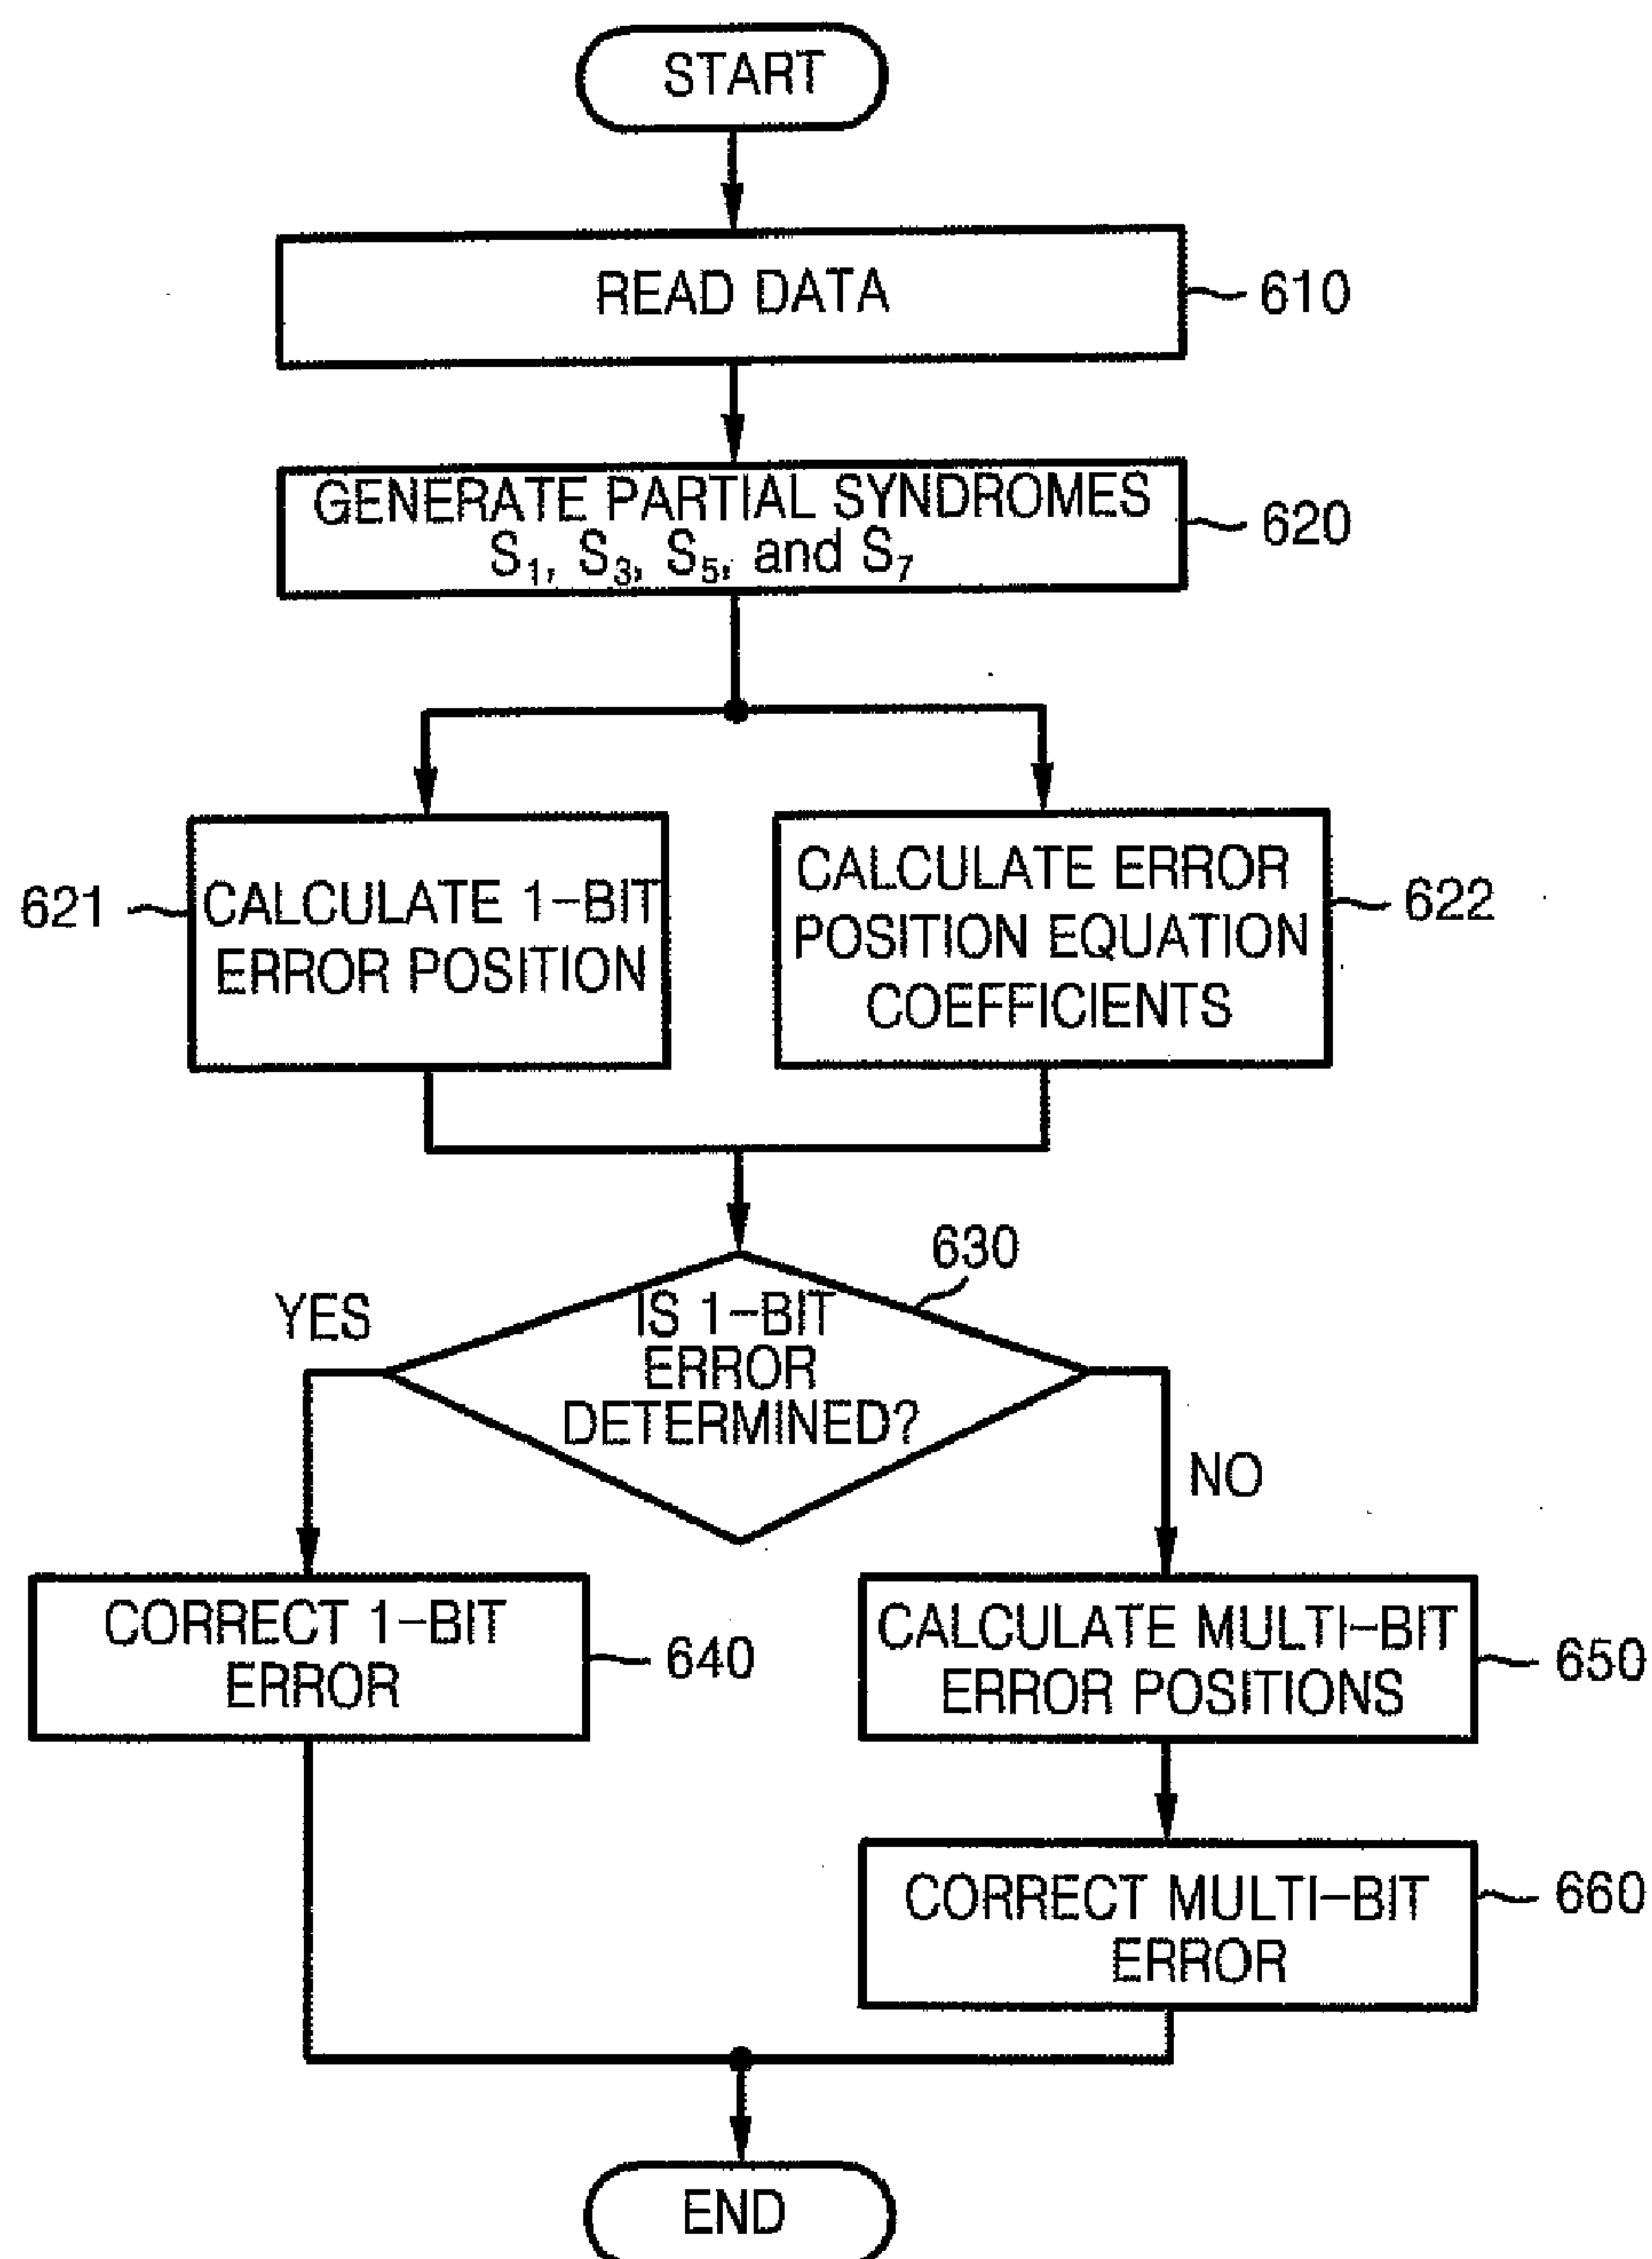 START
READ DATA
610
GENERATE PARTIAL SYNDROMES
S₁, S₃, S₅, and S₇
620
621
CALCULATE 1-BIT
ERROR POSITION
CALCULATE ERROR
POSITION EQUATION
COEFFICIENTS
622
630
YES
IS 1-BIT
ERROR
DETERMINED?
NO
CORRECT 1-BIT
ERROR
640
CALCULATE MULTI-BIT
ERROR POSITIONS
650
CORRECT MULTI-BIT
ERROR
660
END